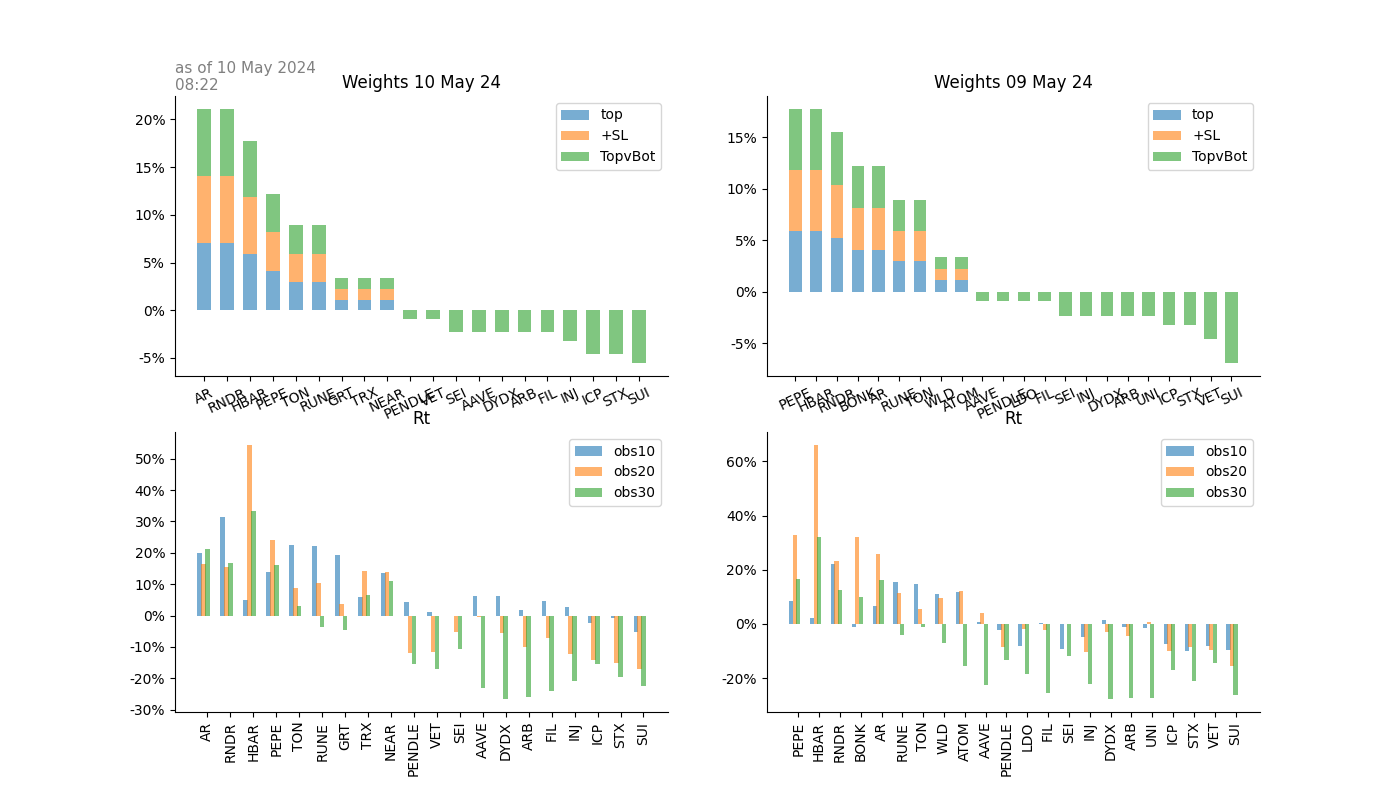 as of 10 May 2024
08:22
Weights 10 May 24
20%
15%
10%
5%
0%
-5%
top
+SL
TopvBot
AR RNDR HBAR PEPE TON RUNE GRT TRX NEAR PENDLE VET SEI AAVE DYDX ARB FIL INJ ICP STX SUI
Weights 09 May 24
15%
10%
5%
0%
-5%
top
+SL
TopvBot
PEPE HBAR RNDR BONK AR RUNE TON WLD ATOM AAVE PENDLE LDO FIL SEI INJ DYDX ARB UNI ICP STX VET SUI
Rt
50%
40%
30%
20%
10%
0%
-10%
-20%
-30%
obs10
obs20
obs30
AR RNDR HBAR PEPE TON RUNE GRT TRX NEAR PENDLE VET SEI AAVE DYDX ARB FIL INJ ICP STX SUI
Rt
60%
40%
20%
0%
-20%
obs10
obs20
obs30
PEPE HBAR RNDR BONK AR RUNE TON WLD ATOM AAVE PENDLE LDO FIL SEI INJ DYDX ARB UNI ICP STX VET SUI